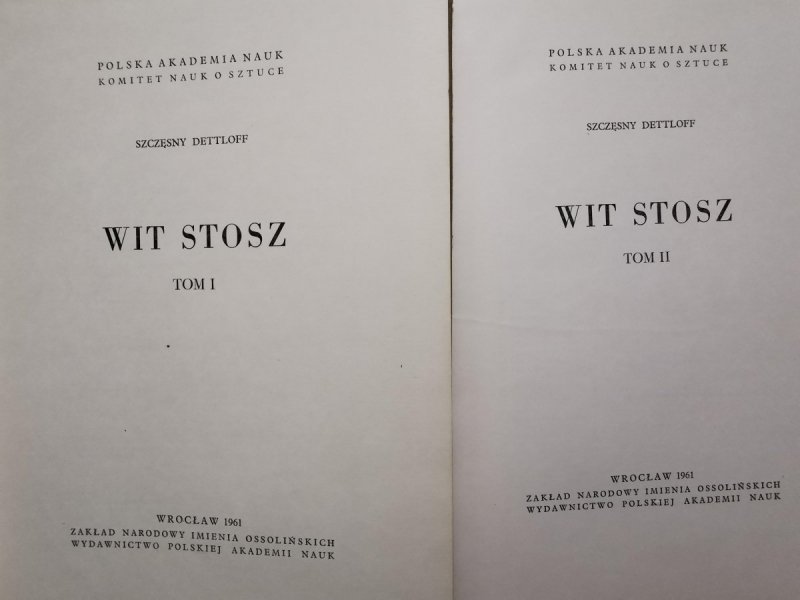 POLSKA AKADEMIA NAUK
KOMITET NAUK O SZTUCE
SZCZĘSNY DETTLOFF
WIT STOSZ
TOM I
WROCŁAW 1961
ZAKŁAD NARODOWY IMIENIA OSSOLIŃSKICH
WYDAWNICTWO POLSKIEJ AKADEMII NAUK
POLSKA AKADEMIA NAUK
KOMITET NAUK O SZTUCE
SZCZĘSNY DETTLOFF
WIT STOSZ
TOM II
WROCŁAW 1961
ZAKŁAD NARODOWY IMIENIA OSSOLIŃSKICH
WYDAWNICTWO POLSKIEJ AKADEMII NAUK